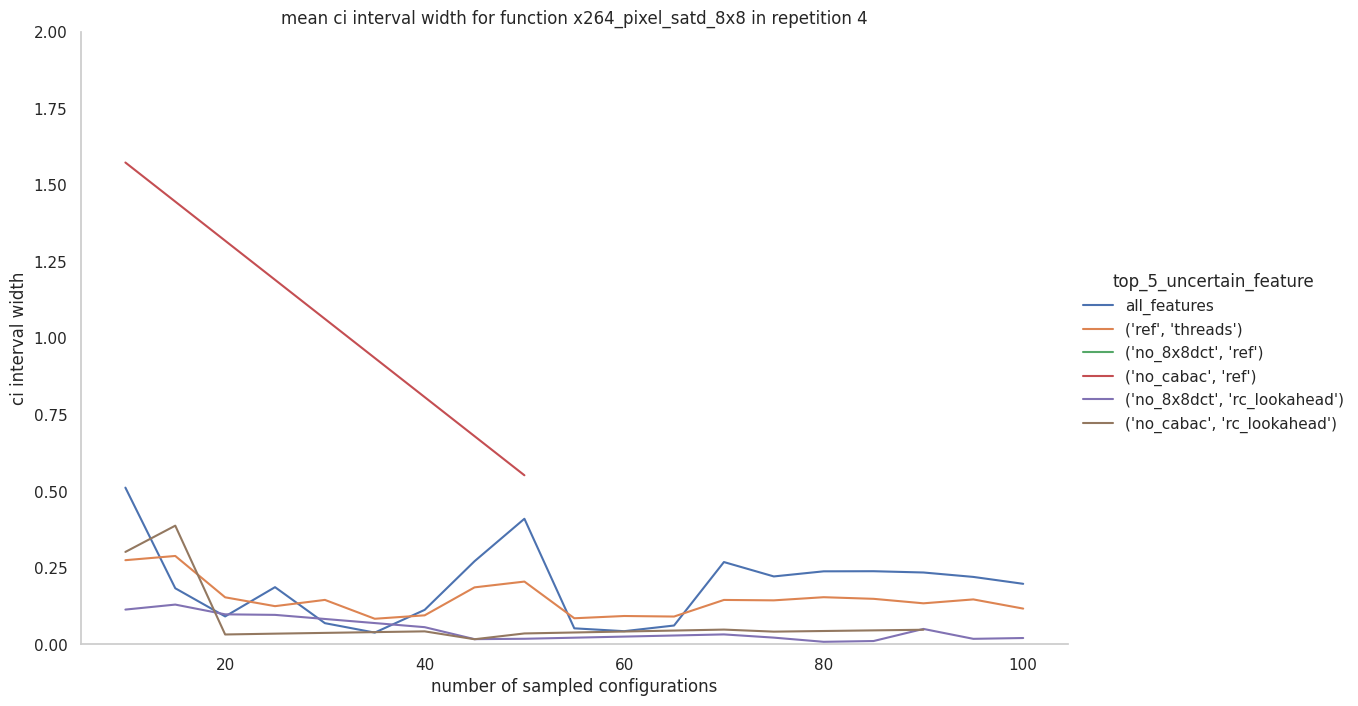 mean ci interval width for function x264_pixel_satd_8x8 in repetition 4
2.00
1.75
1.50
1.25
1.00
0.75
0.50
0.25
0.00
ci interval width
20
40
60
80
100
number of sampled configurations
top_5_uncertain_feature
all_features
('ref', 'threads')
('no_8x8dct', 'ref')
('no_cabac', 'ref')
('no_8x8dct', 'rc_lookahead')
('no_cabac', 'rc_lookahead')